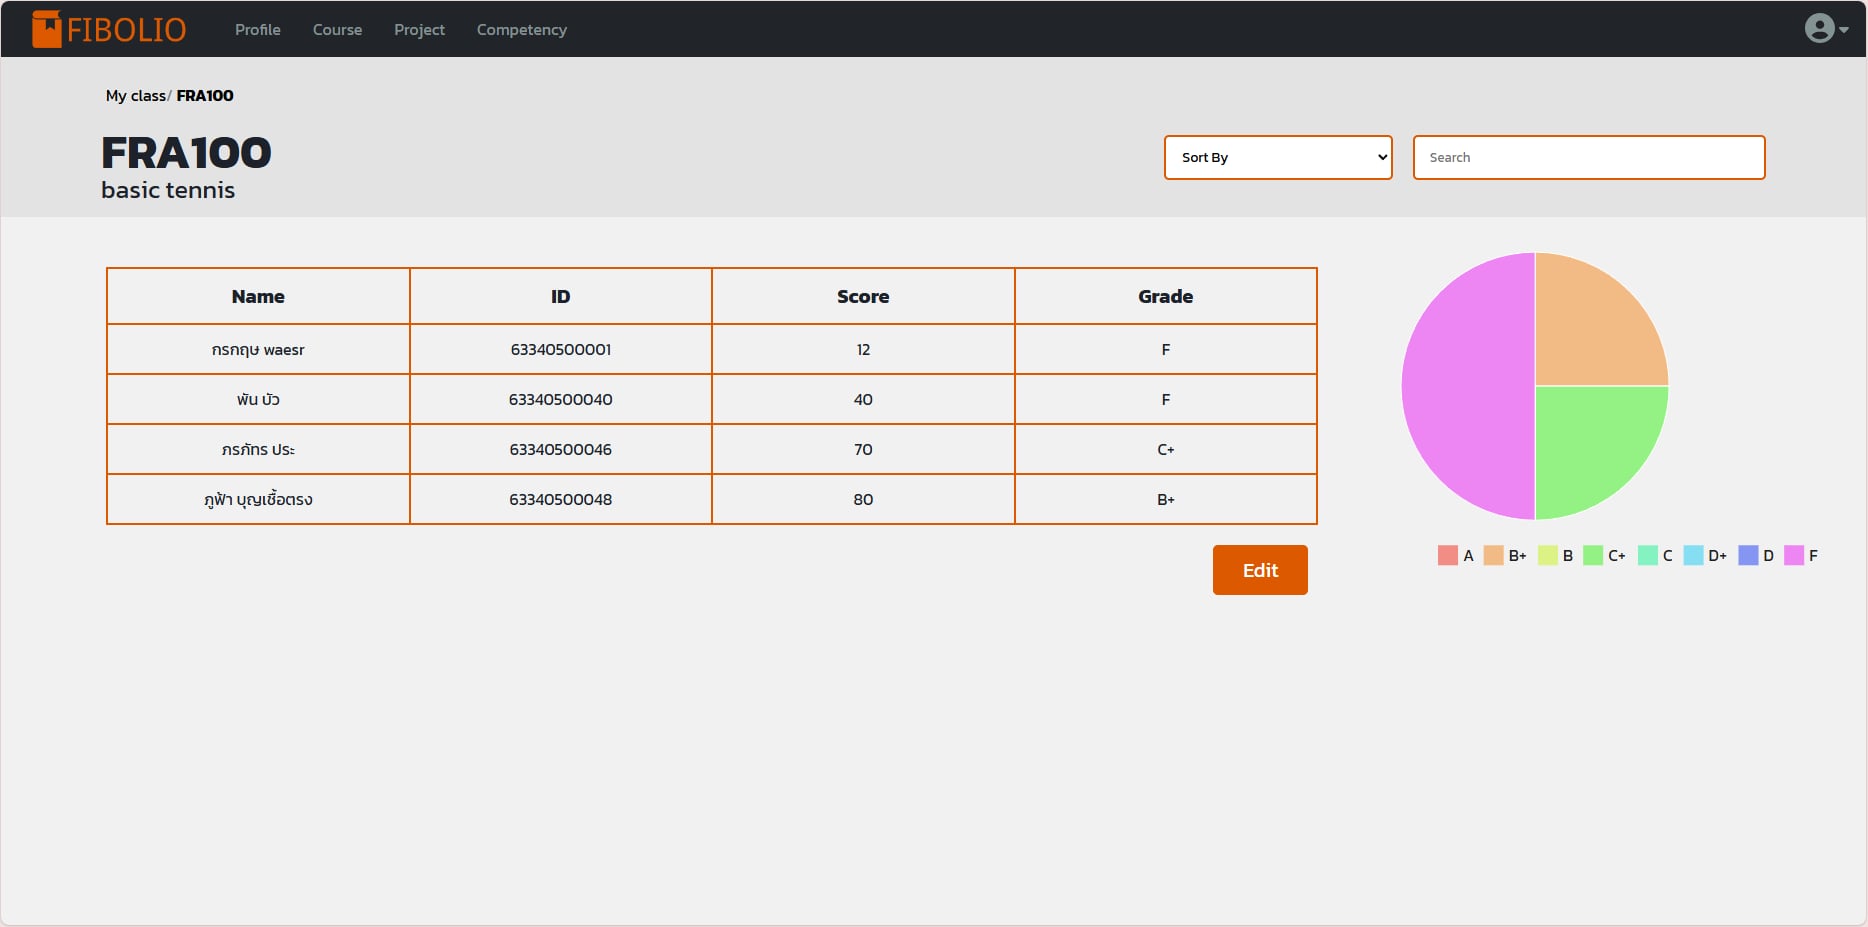 FIBOLIO Profile Course Project Competency
My class/ FRA100
FRA100
basic tennis
Sort By Search
Name ID Score Grade
กรกฤษ waesr 63340500001 12 F
พัน บัว 63340500040 40 F
ภรภัทร ประ 63340500046 70 C+
ภูฟ้า บุญเชื้อตรง 63340500048 80 B+
A B+ B C+ C D+ D F
Edit